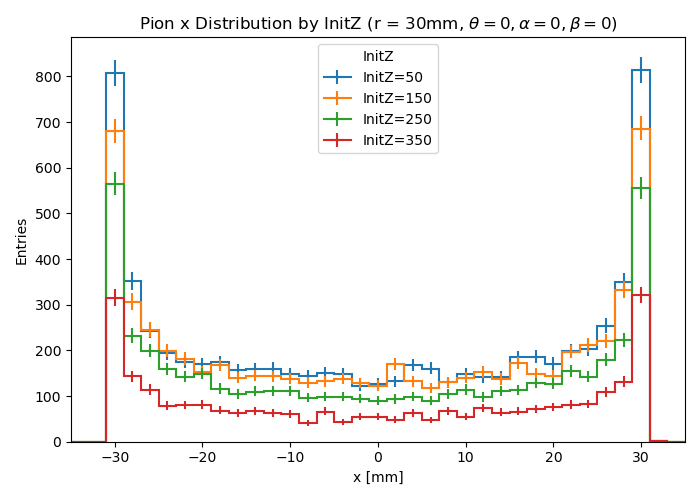 Pion x Distribution by InitZ (r = 30mm, θ = 0, α = 0, β = 0)
InitZ
InitZ=50
InitZ=150
InitZ=250
InitZ=350
Entries
800
700
600
500
400
300
200
100
0
−30 −20 −10 0 10 20 30
x [mm]